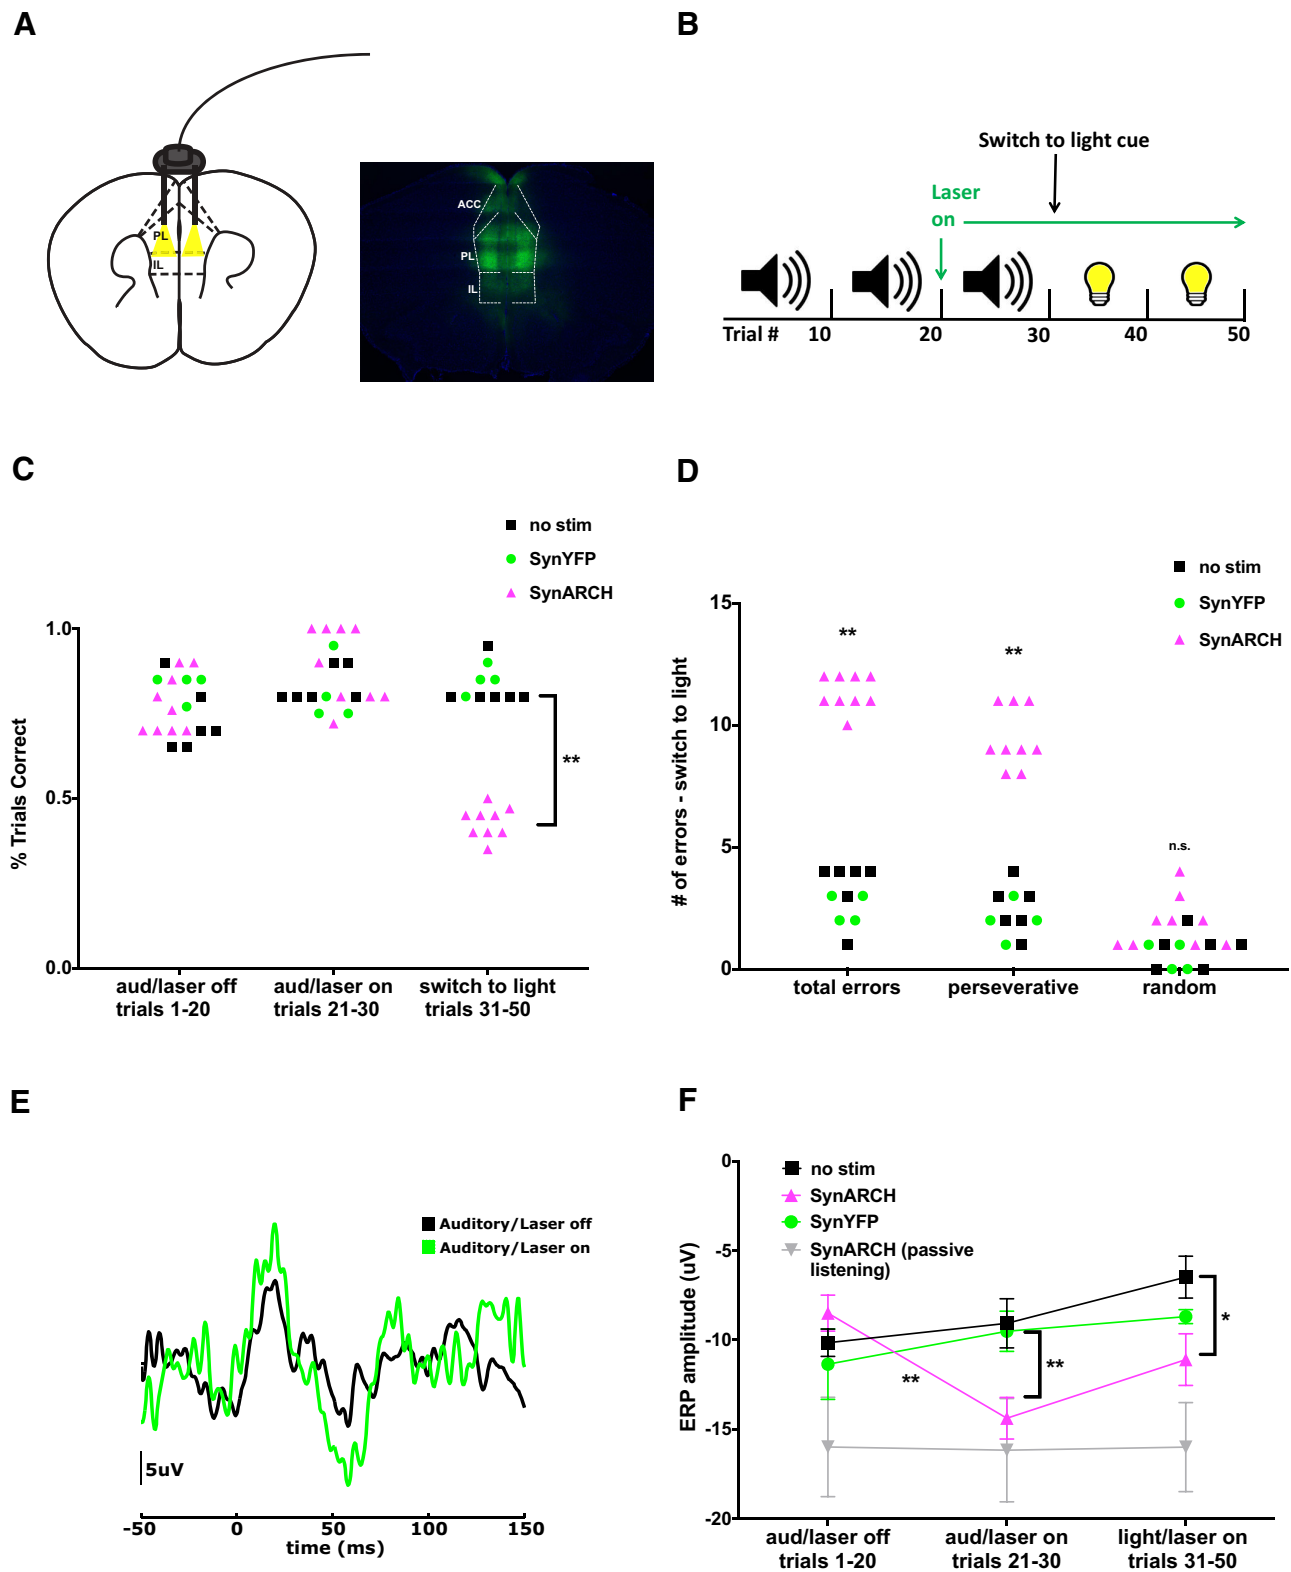 A
PL
IL
ACC
PL
IL
B
Switch to light cue
Laser
on
Trial # 10 20 30 40 50
C
no stim
SynYFP
SynARCH
% Trials Correct
1.0
0.5
0.0
**
aud/laser off aud/laser on switch to light
trials 1-20 trials 21-30 trials 31-50
D
no stim
SynYFP
SynARCH
# of errors - switch to light
15
10
5
0
**
**
n.s.
total errors perseverative random
E
Auditory/Laser off
Auditory/Laser on
5uV
-50 0 50 100 150
time (ms)
F
no stim
SynARCH
SynYFP
SynARCH (passive
listening)
ERP amplitude (uV)
0
-5
-10
-15
-20
**
**
*
aud/laser off aud/laser on light/laser on
trials 1-20 trials 21-30 trials 31-50